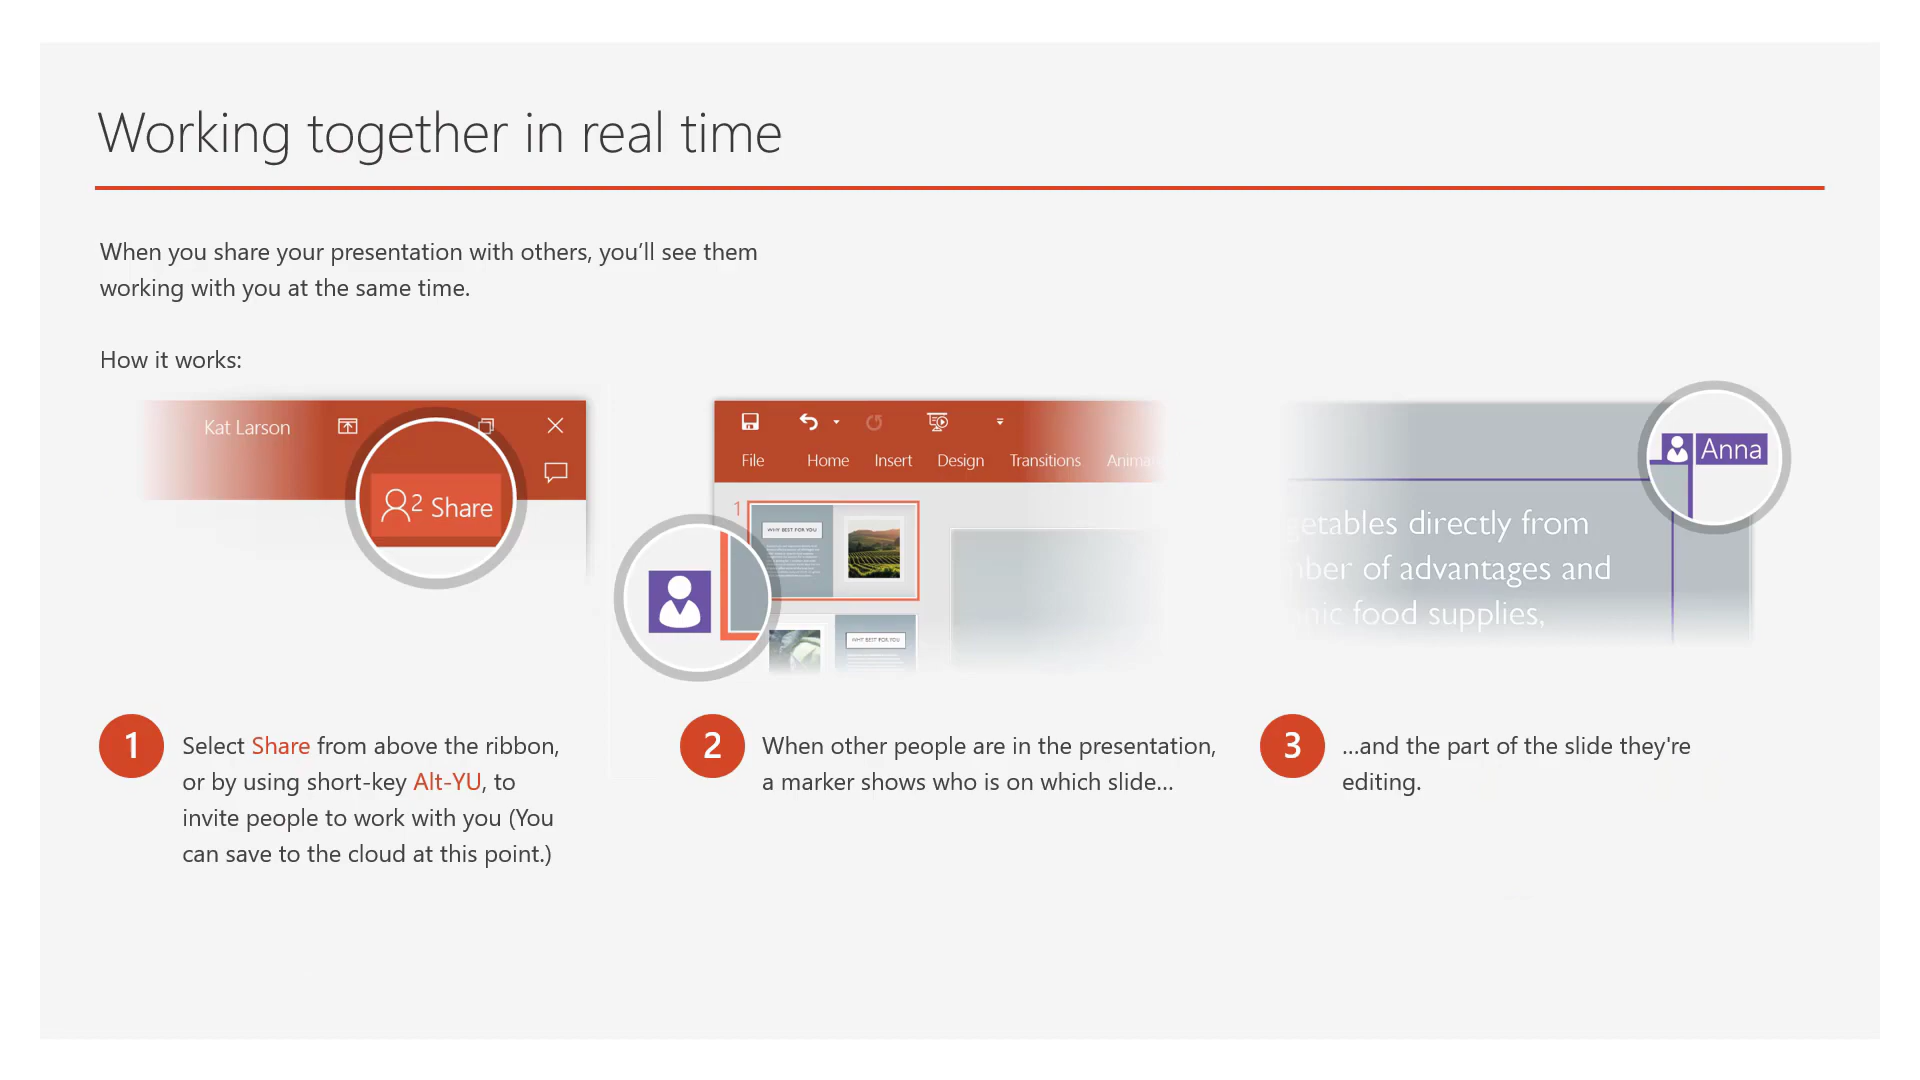 Working together in real time
When you share your presentation with others, you'll see them
working with you at the same time.
How it works:
Kat Larson
2 Share
File Home Insert Design Transitions
1
WHY BEST FOR YOU
WHY BEST FOR YOU
Anna
directly from
of advantages and
food supplies,
1
Select Share from above the ribbon,
or by using short-key Alt-YU, to
invite people to work with you (You
can save to the cloud at this point.)
2
When other people are in the presentation,
a marker shows who is on which slide...
3
...and the part of the slide they're
editing.